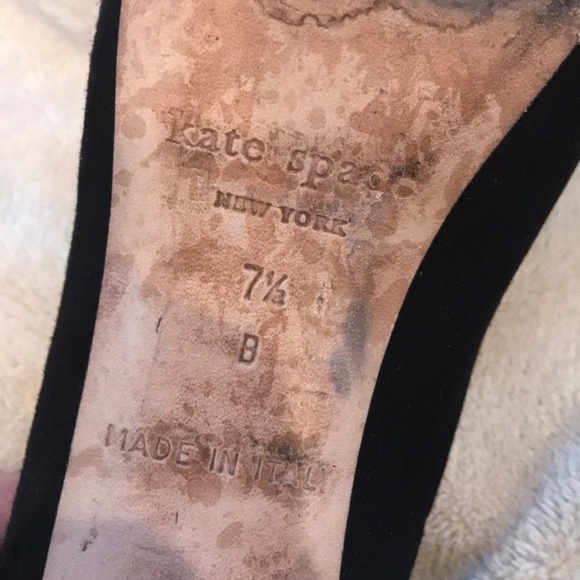 kate spade
NEW YORK
7½
B
MADE IN ITALY